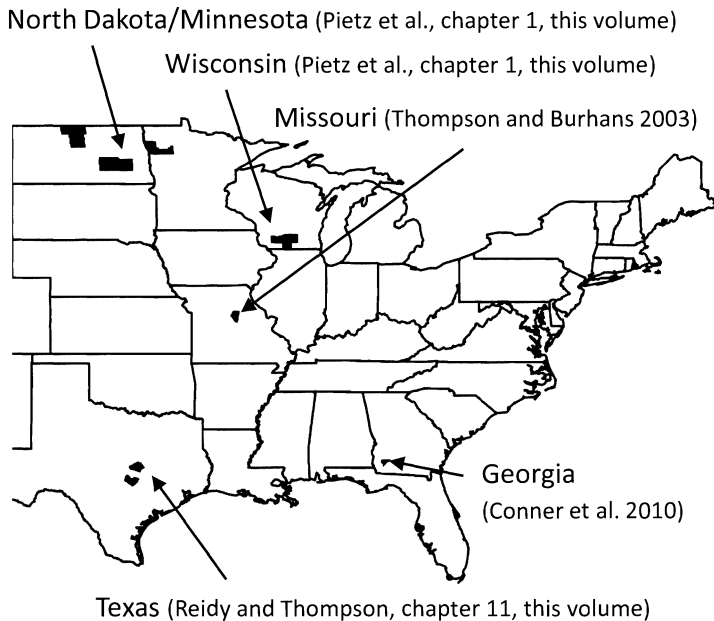 North Dakota/Minnesota (Pietz et al., chapter 1, this volume)
Wisconsin (Pietz et al., chapter 1, this volume)
Missouri (Thompson and Burhans 2003)
Georgia
(Conner et al. 2010)
Texas (Reidy and Thompson, chapter 11, this volume)